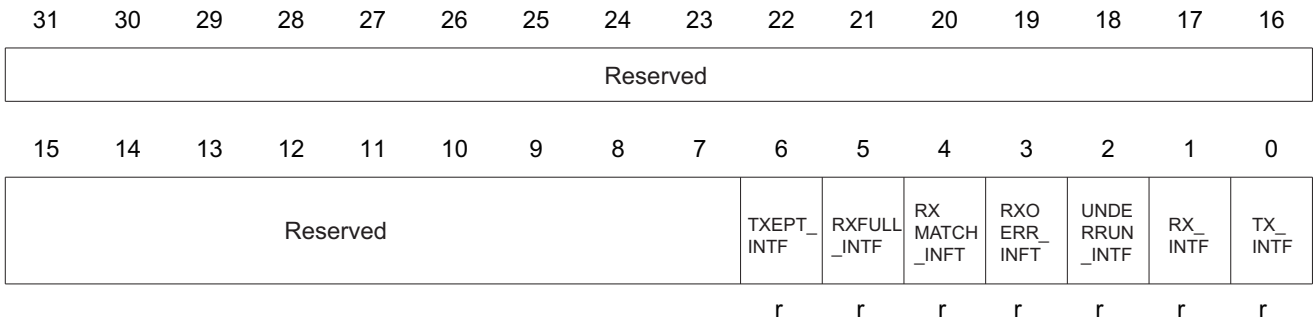 31 30 29 28 27 26 25 24 23 22 21 20 19 18 17 16
Reserved
15 14 13 12 11 10 9 8 7 6 5 4 3 2 1 0
Reserved
TXEPT_
INTF
RXFULL
_INTF
RX
MATCH
_INFT
RXO
ERR_
INFT
UNDE
RRUN
_INTF
RX_
INTF
TX_
INTF
r r r r r r r